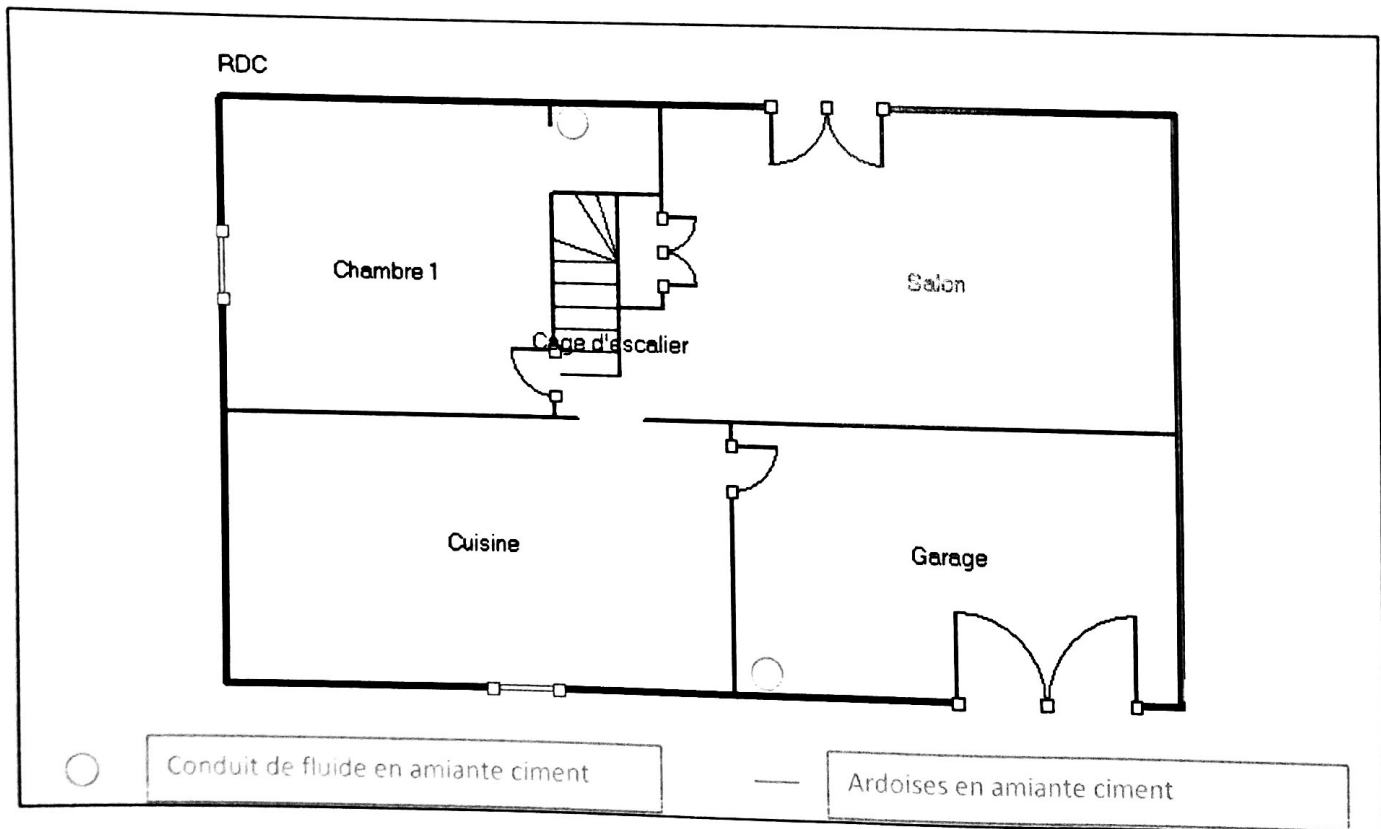 RDC
Chambre 1
Salon
Cage d'escalier
Cuisine
Garage
Conduit de fluide en amiante ciment
Ardoises en amiante ciment